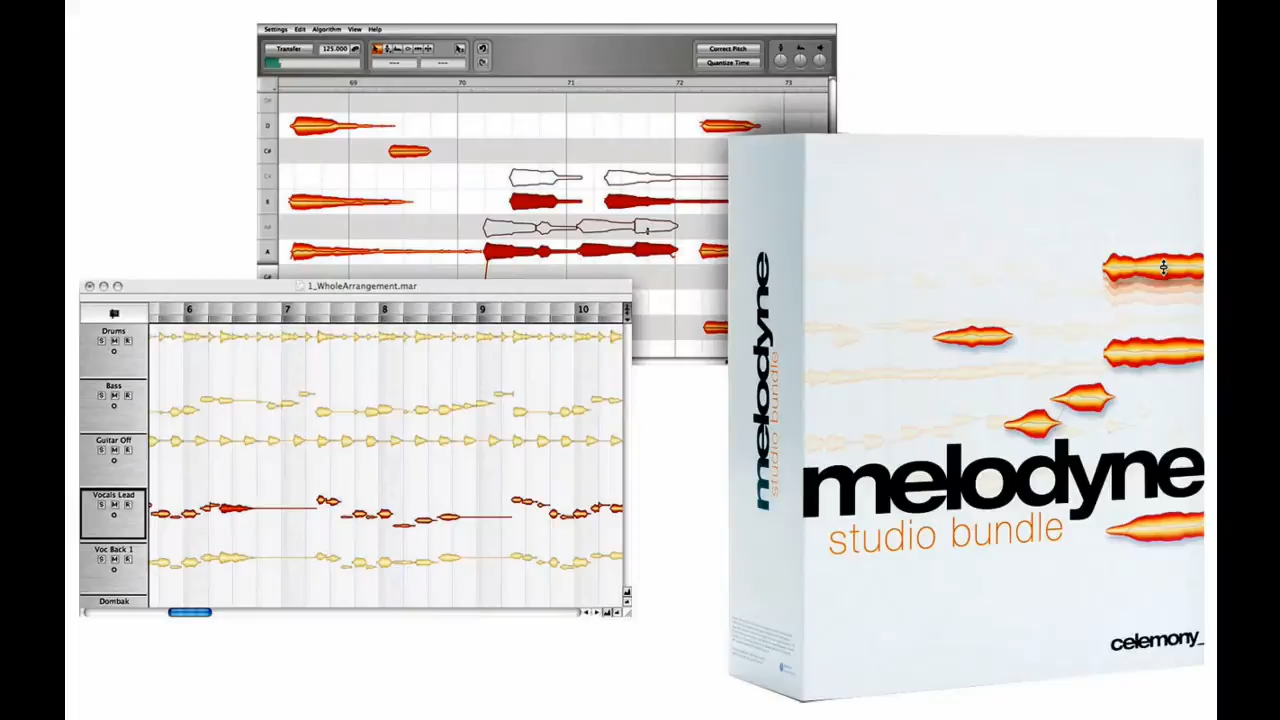 Settings Edit Algorithm View Help
Transfer 125.000
Correct Pitch
Quantize Time
69 70 71 72 73
D
C#
B
A
1_WholeArrangement.mar
6 7 8 9 10
Drums
S M R
Bass
S M R
Guitar Off
S M R
Vocals Lead
S M R
Voc Back 1
S M R
Dombak
melodyne
studio bundle
melodyne
studio bundle
celemony_